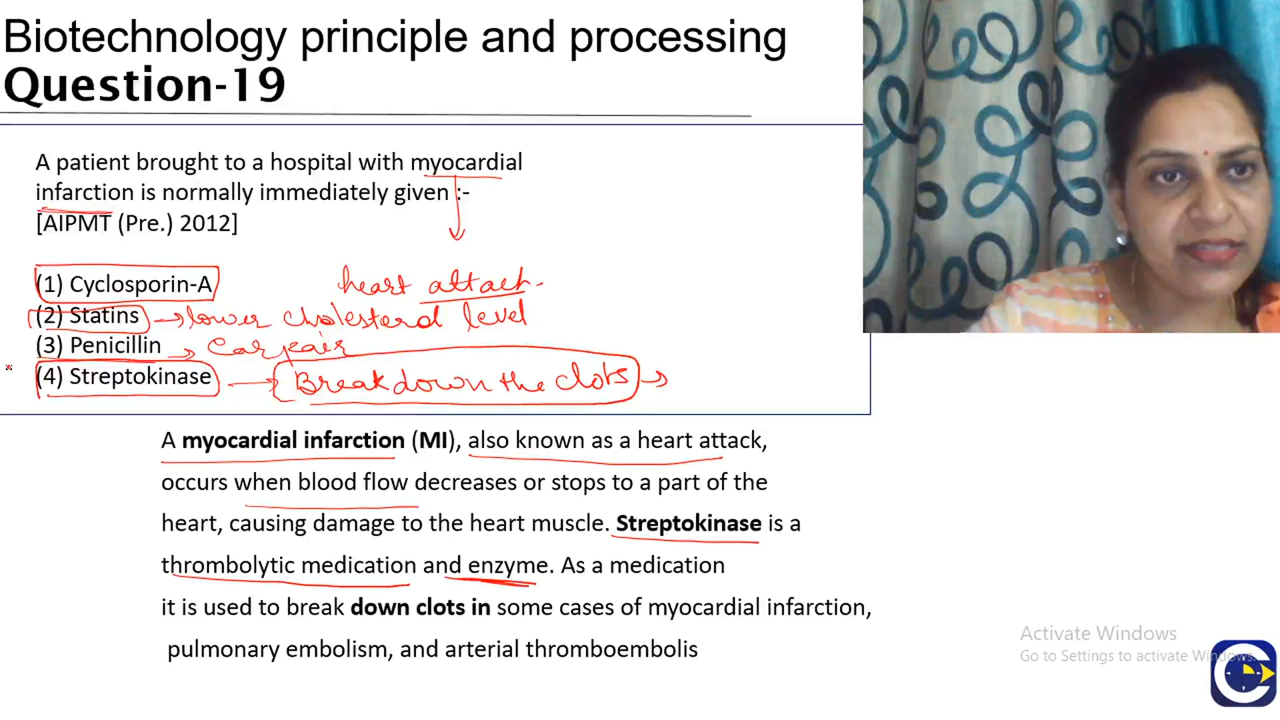 Biotechnology principle and processing
Question-19
A patient brought to a hospital with myocardial
infarction is normally immediately given :-
[AIPMT (Pre.) 2012]
(1) Cyclosporin-A
heart attack.
(2) Statins → lower cholesterol level
(3) Penicillin →
(4) Streptokinase → Break down the clots →
A myocardial infarction (MI), also known as a heart attack,
occurs when blood flow decreases or stops to a part of the
heart, causing damage to the heart muscle. Streptokinase is a
thrombolytic medication and enzyme. As a medication
it is used to break down clots in some cases of myocardial infarction,
pulmonary embolism, and arterial thromboembolis
Activate Windows
Go to Settings to activate Windows.